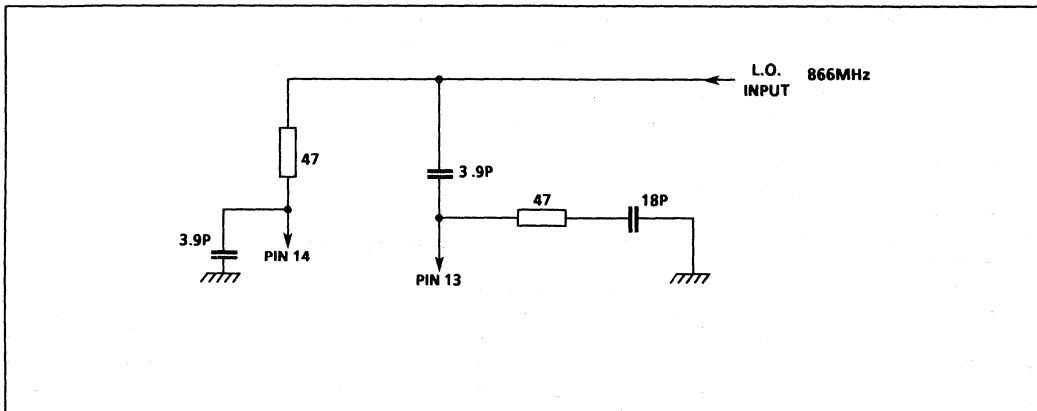 L.O.
INPUT
866MHz
47
3.9P
47
18P
3.9P
PIN 14
PIN 13